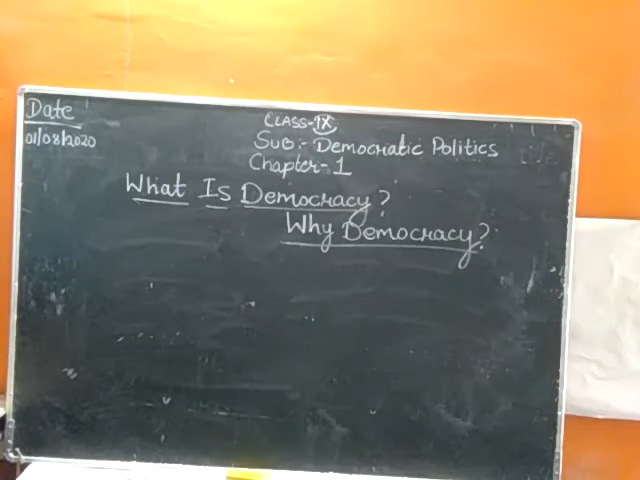 Date
01/08/2020
CLASS-IX
SUB:- Democratic Politics
Chapter-1
What Is Democracy?
Why Democracy?